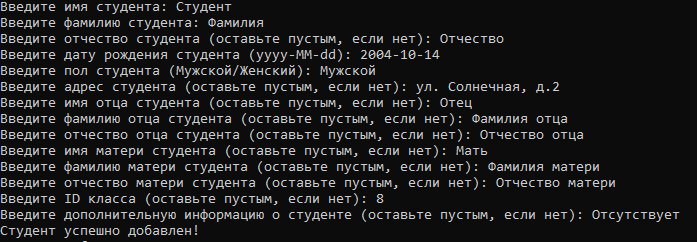 Введите имя студента: Студент
Введите фамилию студента: Фамилия
Введите отчество студента (оставьте пустым, если нет): Отчество
Введите дату рождения студента (yyyy-MM-dd): 2004-10-14
Введите пол студента (Мужской/Женский): Мужской
Введите адрес студента (оставьте пустым, если нет): ул. Солнечная, д.2
Введите имя отца студента (оставьте пустым, если нет): Отец
Введите фамилию отца студента (оставьте пустым, если нет): Фамилия отца
Введите отчество отца студента (оставьте пустым, если нет): Отчество отца
Введите имя матери студента (оставьте пустым, если нет): Мать
Введите фамилию матери студента (оставьте пустым, если нет): Фамилия матери
Введите отчество матери студента (оставьте пустым, если нет): Отчество матери
Введите ID класса (оставьте пустым, если нет): 8
Введите дополнительную информацию о студенте (оставьте пустым, если нет): Отсутствует
Студент успешно добавлен!